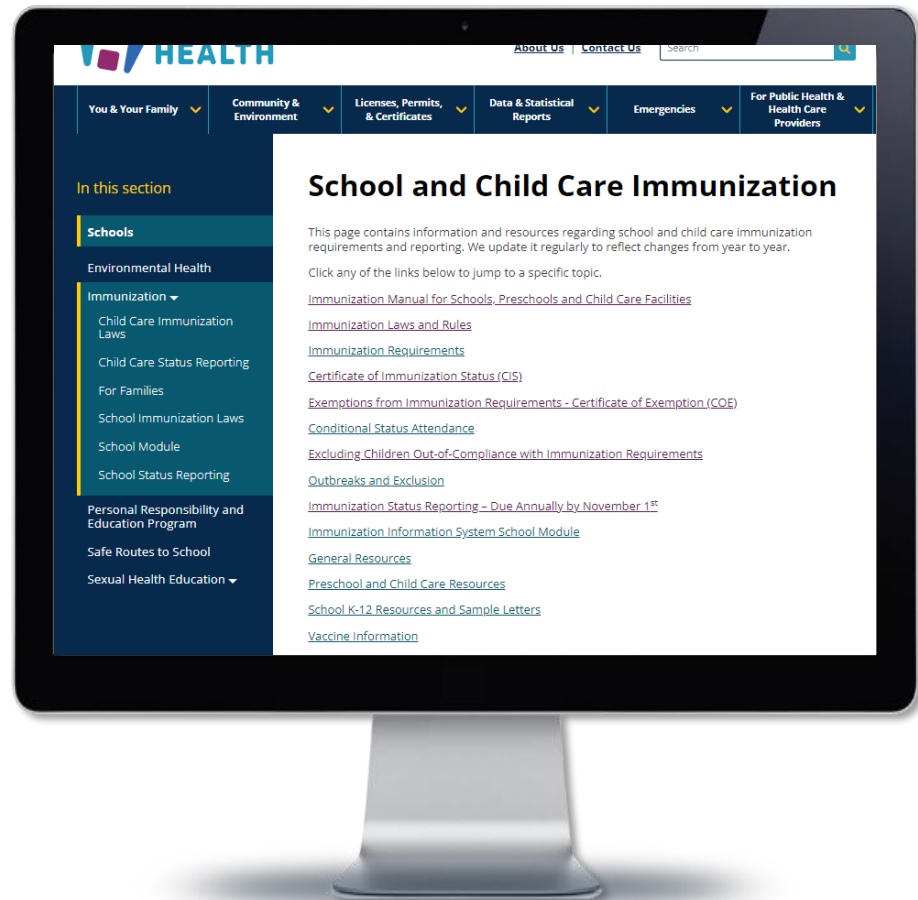 HEALTH
About Us | Contact Us
Search
You & Your Family
Community &
Environment
Licenses, Permits,
& Certificates
Data & Statistical
Reports
Emergencies
For Public Health &
Health Care
Providers
In this section
Schools
Environmental Health
Immunization
Child Care Immunization
Laws
Child Care Status Reporting
For Families
School Immunization Laws
School Module
School Status Reporting
Personal Responsibility and
Education Program
Safe Routes to School
Sexual Health Education
School and Child Care Immunization
This page contains information and resources regarding school and child care immunization
requirements and reporting. We update it regularly to reflect changes from year to year.
Click any of the links below to jump to a specific topic.
Immunization Manual for Schools, Preschools and Child Care Facilities
Immunization Laws and Rules
Immunization Requirements
Certificate of Immunization Status (CIS)
Exemptions from Immunization Requirements - Certificate of Exemption (COE)
Conditional Status Attendance
Excluding Children Out-of-Compliance with Immunization Requirements
Outbreaks and Exclusion
Immunization Status Reporting – Due Annually by November 1st
Immunization Information System School Module
General Resources
Preschool and Child Care Resources
School K-12 Resources and Sample Letters
Vaccine Information